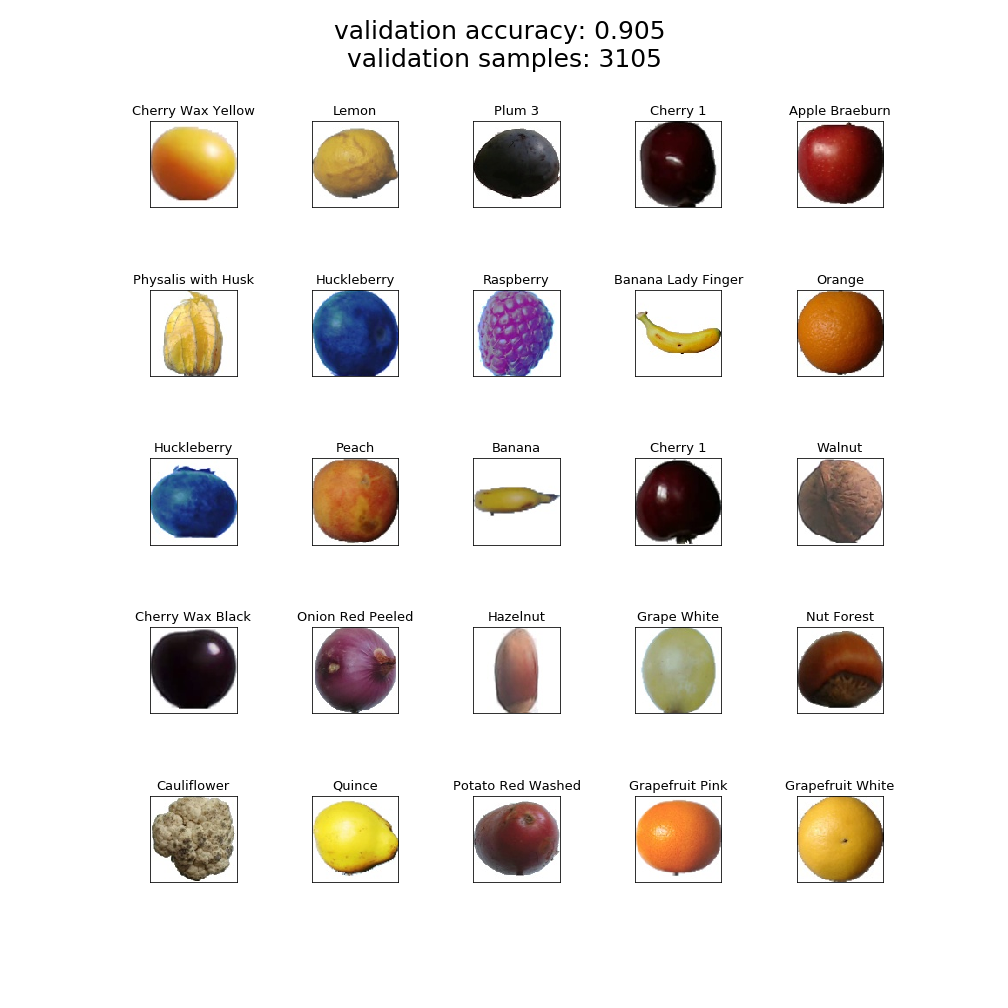 validation accuracy: 0.905
validation samples: 3105
Cherry Wax Yellow
Lemon
Plum 3
Cherry 1
Apple Braeburn
Physalis with Husk
Huckleberry
Raspberry
Banana Lady Finger
Orange
Huckleberry
Peach
Banana
Cherry 1
Walnut
Cherry Wax Black
Onion Red Peeled
Hazelnut
Grape White
Nut Forest
Cauliflower
Quince
Potato Red Washed
Grapefruit Pink
Grapefruit White